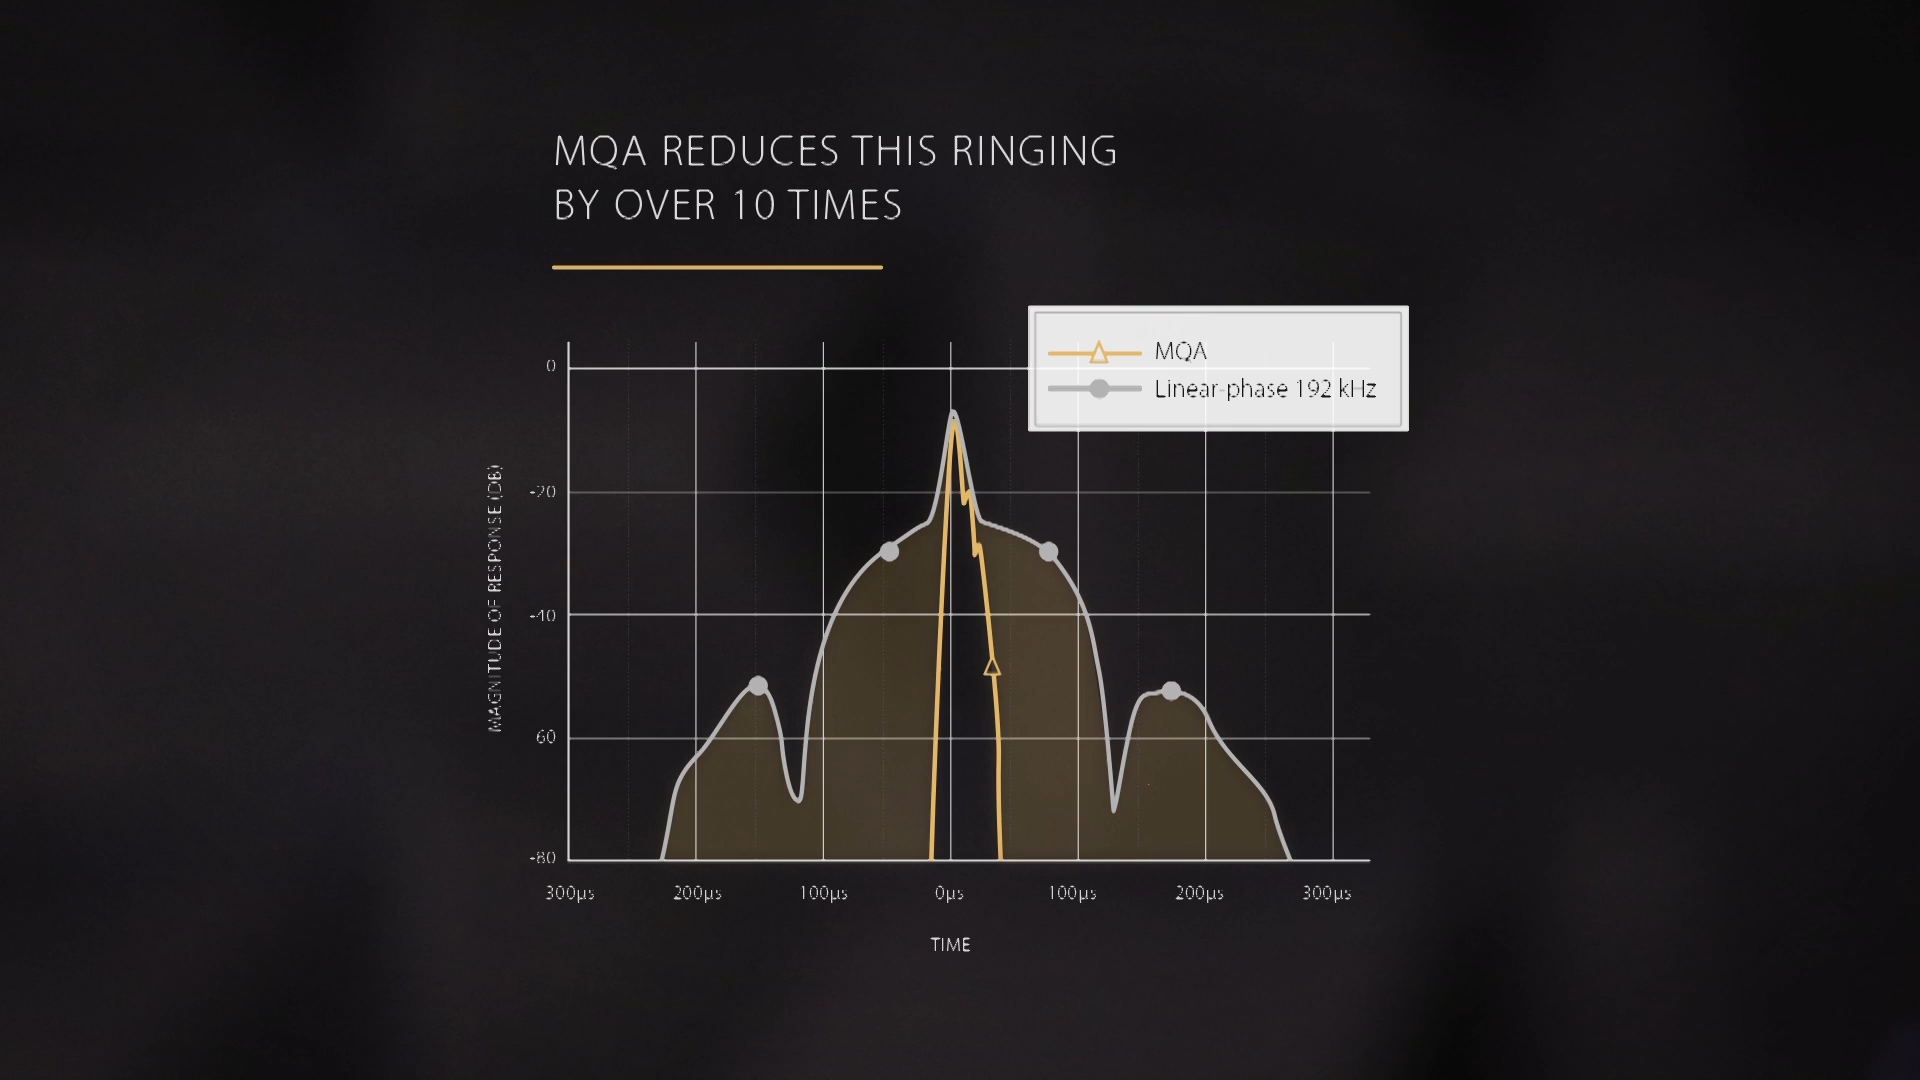 MQA REDUCES THIS RINGING
BY OVER 10 TIMES
MQA
Linear-phase 192 kHz
0
-20
-40
60
-80
MAGNITUDE OF RESPONSE (DB)
300µs 200µs 100µs 0µs 100µs 200µs 300µs
TIME